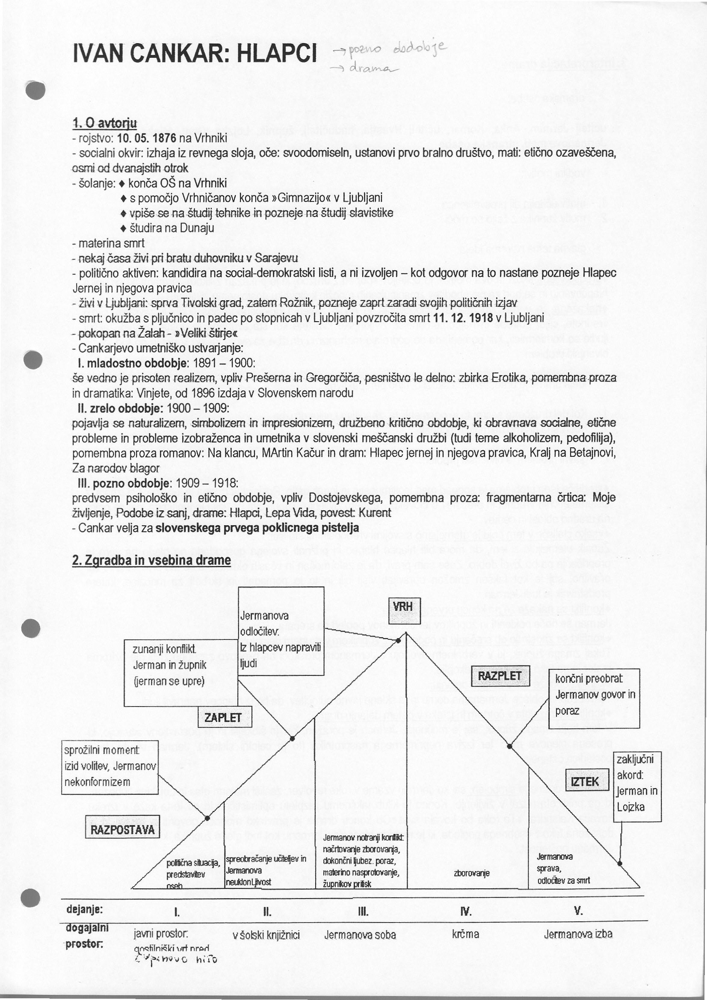 IVAN CANKAR: HLAPCI
→ pozno obdobje
→ drama
1. O avtorju
- rojstvo: 10. 05. 1876 na Vrhniki
- socialni okvir: izhaja iz revnega sloja, oče: svoodomiseln, ustanovi prvo bralno društvo, mati: etično ozaveščena,
osmi od dvanajstih otrok
- šolanje: ♦ konča OŠ na Vrhniki
♦ s pomočjo Vrhničanov konča »Gimnazijo« v Ljubljani
♦ vpiše se na študij tehnike in pozneje na študij slavistike
♦ študira na Dunaju
- materina smrt
- nekaj časa živi pri bratu duhovniku v Sarajevu
- politično aktiven: kandidira na social-demokratski listi, a ni izvoljen – kot odgovor na to nastane pozneje Hlapec
Jernej in njegova pravica
- živi v Ljubljani: sprva Tivolski grad, zatem Rožnik, pozneje zaprt zaradi svojih političnih izjav
- smrt: okužba s pljučnico in padec po stopnicah v Ljubljani povzročita smrt 11. 12. 1918 v Ljubljani
- pokopan na Žalah - »Veliki štirje«
- Cankarjevo umetniško ustvarjanje:
I. mladostno obdobje: 1891 – 1900:
še vedno je prisoten realizem, vpliv Prešerna in Gregorčiča, pesništvo le delno: zbirka Erotika, pomembna proza
in dramatika: Vinjete, od 1896 izdaja v Slovenskem narodu
II. zrelo obdobje: 1900 – 1909:
pojavlja se naturalizem, simbolizem in impresionizem, družbeno kritično obdobje, ki obravnava socialne, etične
probleme in probleme izobraženca in umetnika v slovenski meščanski družbi (tudi teme alkoholizem, pedofilija),
pomembna proza romanov: Na klancu, MArtin Kačur in dram: Hlapec jernej in njegova pravica, Kralj na Betajnovi,
Za narodov blagor
III. pozno obdobje: 1909 – 1918:
predvsem psihološko in etično obdobje, vpliv Dostojevskega, pomembna proza: fragmentarna črtica: Moje
življenje, Podobe iz sanj, drame: Hlapci, Lepa Vida, povest: Kurent
- Cankar velja za slovenskega prvega poklicnega pistelja
2. Zgradba in vsebina drame
VRH
Jermanova
odločitev:
Iz hlapcev napraviti
ljudi
zunanji konflikt:
Jerman in župnik
(jerman se upre)
ZAPLET
RAZPLET
končni preobrat:
Jermanov govor in
poraz
sprožilni moment:
izid volitev, Jermanov
nekonformizem
RAZPOSTAVA
IZTEK
zaključni
akord:
Jerman in
Lojzka
politična situacija,
predstavitev
oseb
spreobračanje učiteljev in
Jermanova
neuklonLjivost
Jermanov notranji konflikt:
načrtovanje zborovanja,
dokončni ljubez. poraz,
materino nasprotovanje,
župnikov pritisk
zborovanje
Jermanova
sprava,
odločitev za smrt
dejanje: I. II. III. IV. V.
dogajalni
prostor:
javni prostor:
gostilniški vrt pred
županovo hišo
v šolski knjižnici
Jermanova soba
krčma
Jermanova izba